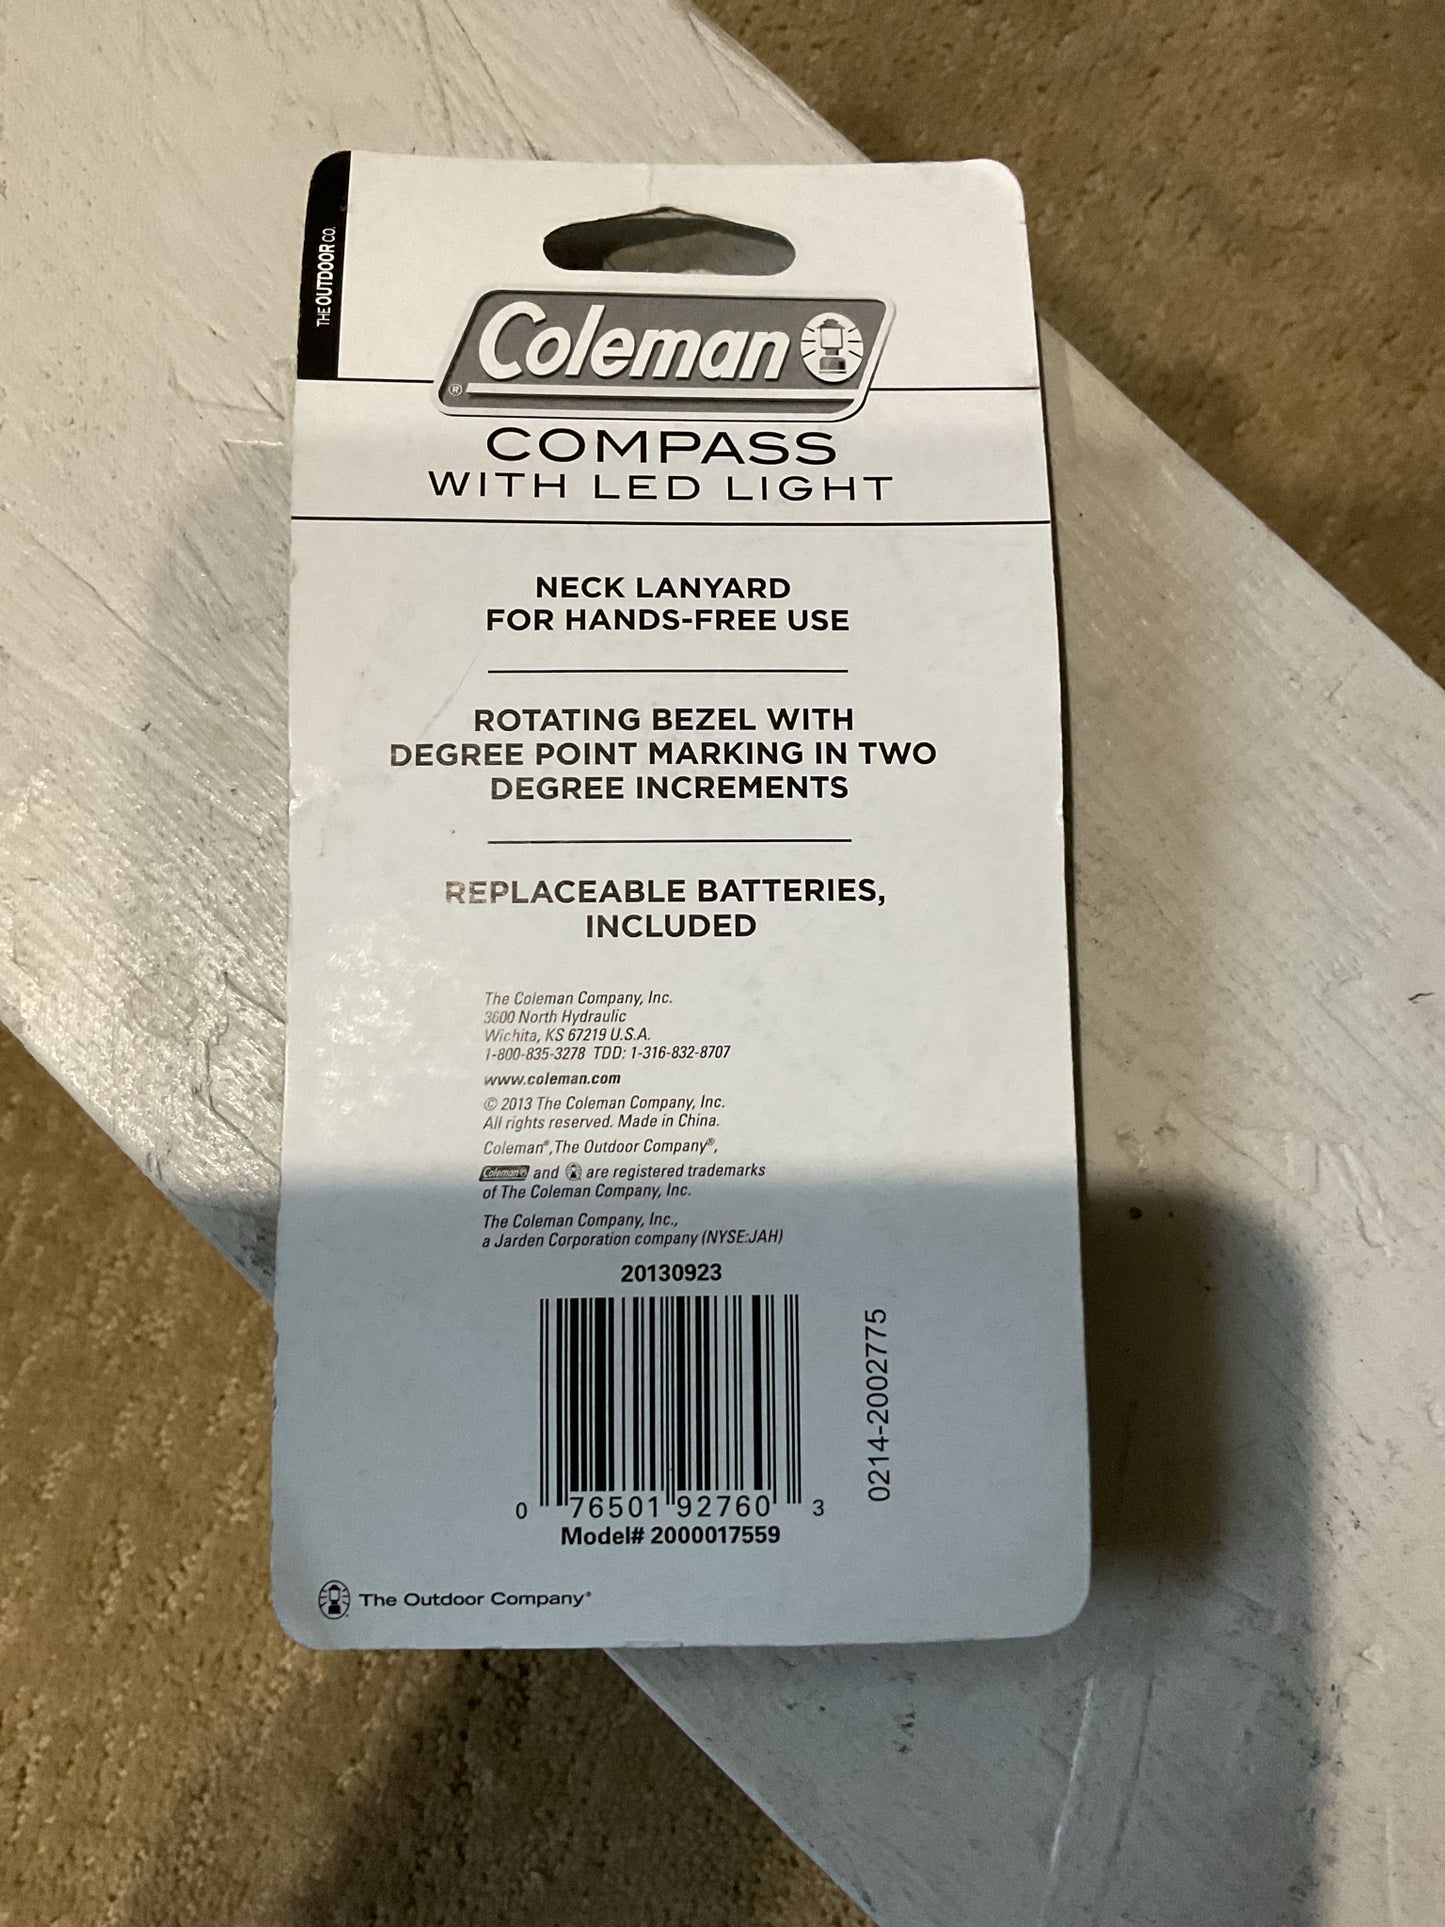 THE OUTDOOR CO.
Coleman
®
COMPASS
WITH LED LIGHT
NECK LANYARD
FOR HANDS-FREE USE
ROTATING BEZEL WITH
DEGREE POINT MARKING IN TWO
DEGREE INCREMENTS
REPLACEABLE BATTERIES,
INCLUDED
The Coleman Company, Inc.
3600 North Hydraulic
Wichita, KS 67219 U.S.A.
1-800-835-3278 TDD: 1-316-832-8707
www.coleman.com
© 2013 The Coleman Company, Inc.
All rights reserved. Made in China.
Coleman®, The Outdoor Company®,
Coleman and are registered trademarks
of The Coleman Company, Inc.
The Coleman Company, Inc.,
a Jarden Corporation company (NYSE:JAH)
20130923
0 76501 92760 3
Model# 2000017559
0214-2002775
The Outdoor Company®